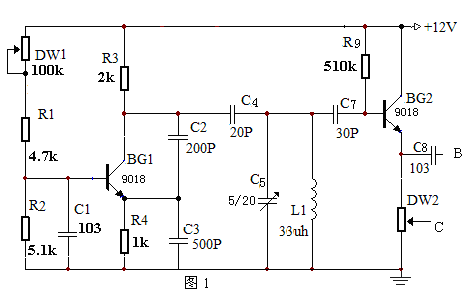 +12V
DW1
100k
R3
2k
R9
510k
BG2
9018
R1
4.7k
C4
20P
C7
30P
C2
200P
BG1
9018
C8
103
B
C5
5/20
R2
5.1k
C1
103
R4
1k
C3
500P
L1
33uh
DW2
C
图 1